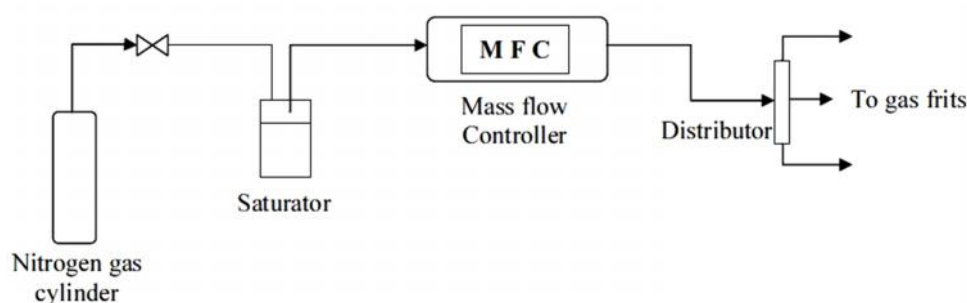 M F C
Mass flow
Controller
Distributor
To gas frits
Saturator
Nitrogen gas
cylinder